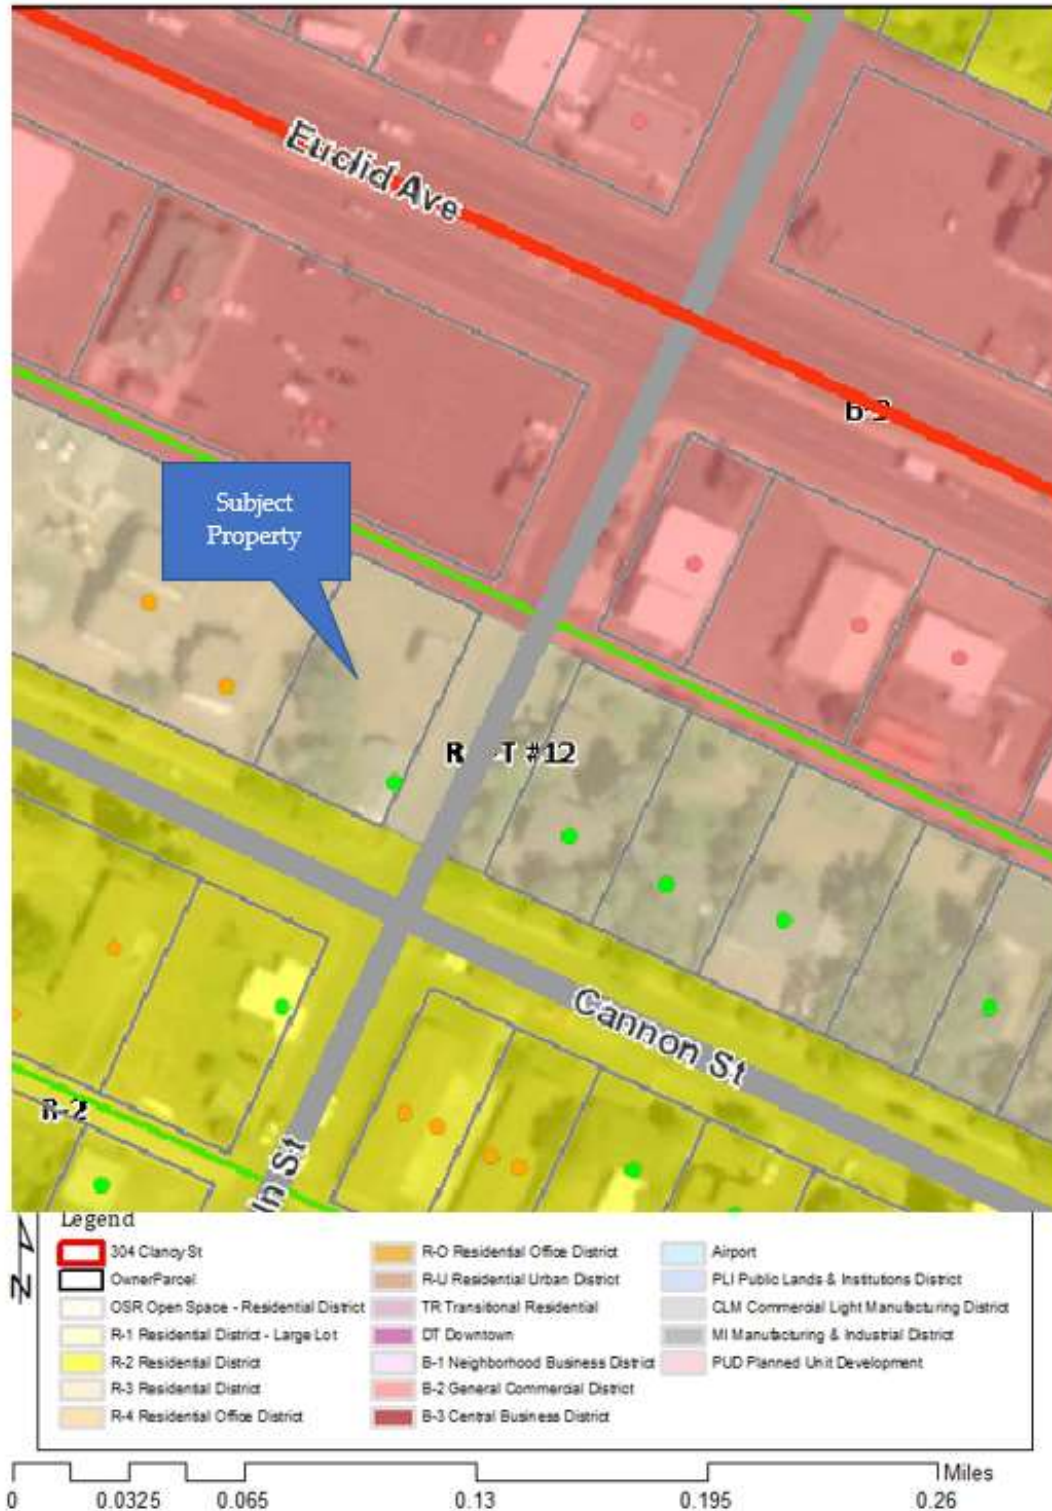 Euclid Ave
Subject
Property
#12
Cannon St
ln St
R-2
Legend
304 Clancy St
OwnerParcel
OSR Open Space - Residential District
R-1 Residential District - Large Lot
R-2 Residential District
R-3 Residential District
R-4 Residential Office District
R-O Residential Office District
R-U Residential Urban District
TR Transitional Residential
DT Downtown
B-1 Neighborhood Business District
B-2 General Commercial District
B-3 Central Business District
Airport
PLI Public Lands & Institutions District
CLM Commercial Light Manufacturing District
MI Manufacturing & Industrial District
PUD Planned Unit Development
N
Miles
0 0.0325 0.065 0.13 0.195 0.26